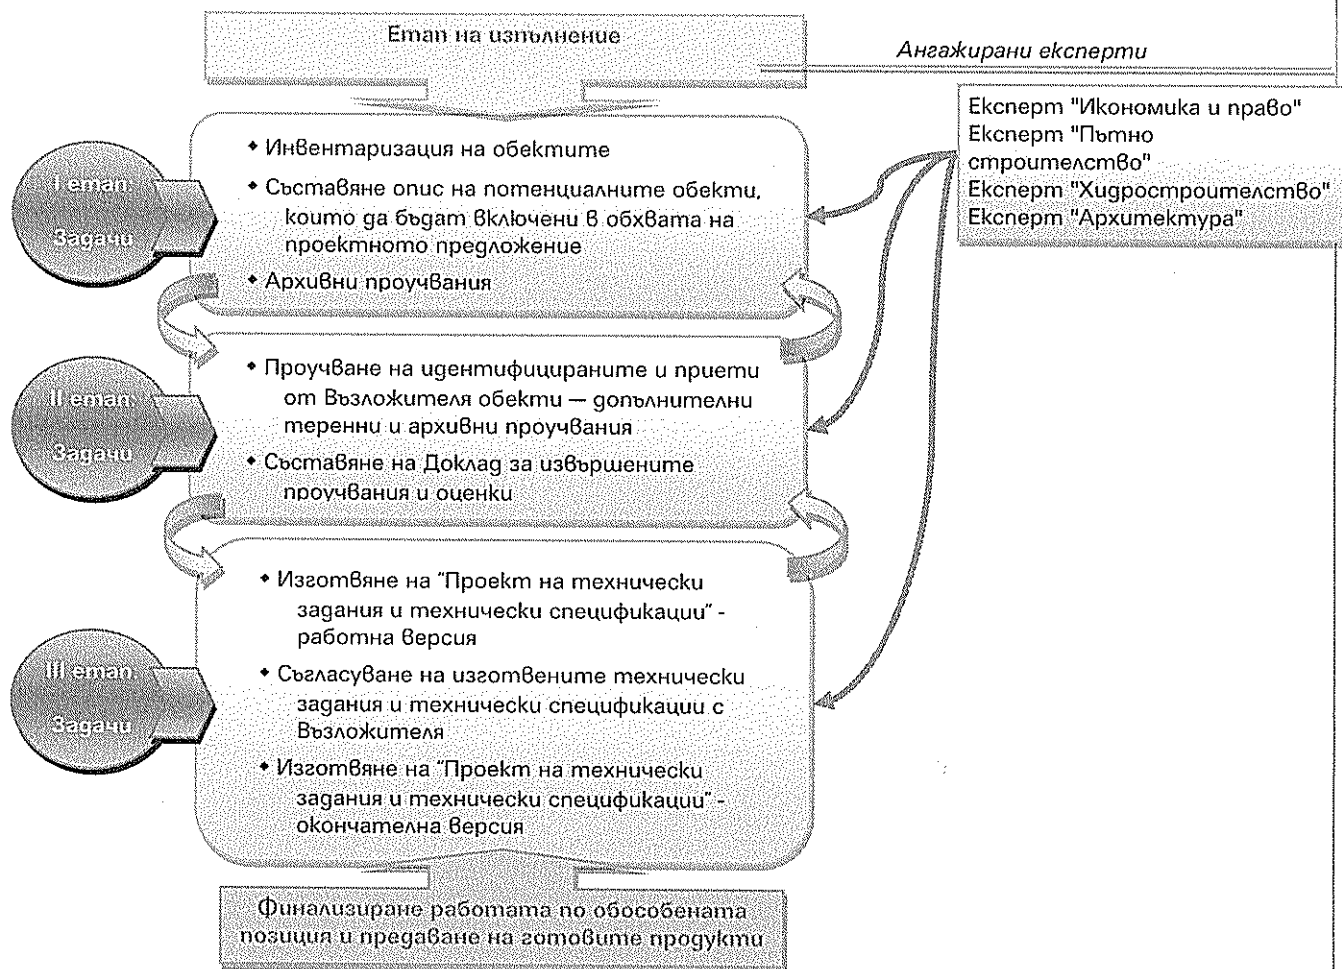 Етап на изпълнение
Ангажирани експерти
Експерт "Икономика и право"
Експерт "Пътно
строителство"
Експерт "Хидростроителство"
Експерт "Архитектура"
I етап.
Задачи
• Инвентаризация на обектите
• Съставяне опис на потенциалните обекти,
които да бъдат включени в обхвата на
проектното предложение
• Архивни проучвания
II етап.
Задачи
• Проучване на идентифицираните и приети
от Възложителя обекти — допълнителни
теренни и архивни проучвания
• Съставяне на Доклад за извършените
проучвания и оценки
III етап.
Задачи
• Изготвяне на "Проект на технически
задания и технически спецификации" -
работна версия
• Съгласуване на изготвените технически
задания и технически спецификации с
Възложителя
• Изготвяне на "Проект на технически
задания и технически спецификации" -
окончателна версия
Финализиране работата по обособената
позиция и предаване на готовите продукти